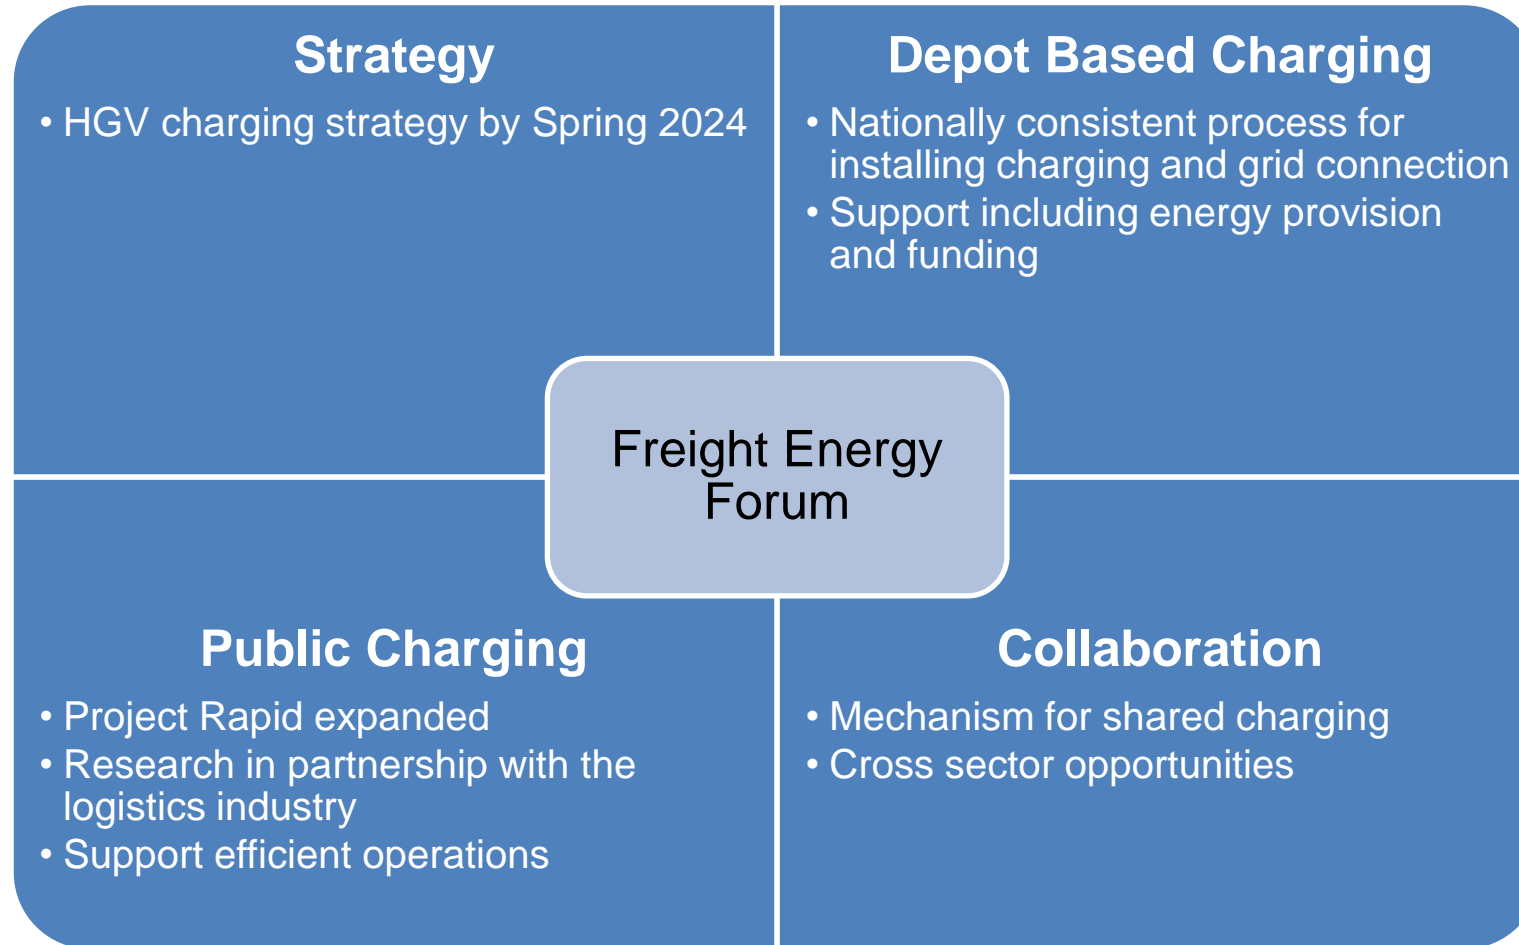 Strategy
• HGV charging strategy by Spring 2024
Depot Based Charging
• Nationally consistent process for
installing charging and grid connection
• Support including energy provision
and funding
Freight Energy
Forum
Public Charging
• Project Rapid expanded
• Research in partnership with the
logistics industry
• Support efficient operations
Collaboration
• Mechanism for shared charging
• Cross sector opportunities